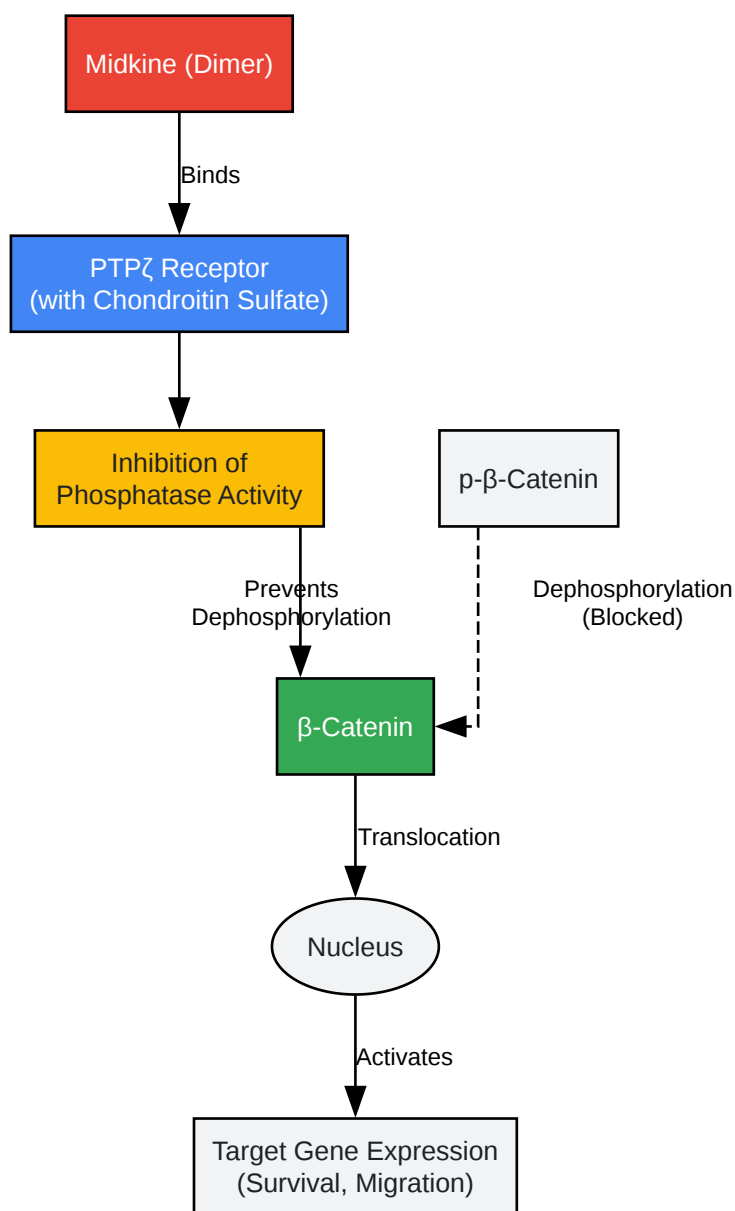 Midkine (Dimer)
Binds
PTPζ Receptor
(with Chondroitin Sulfate)
Inhibition of
Phosphatase Activity
p-β-Catenin
Prevents
Dephosphorylation
Dephosphorylation
(Blocked)
β-Catenin
Translocation
Nucleus
Activates
Target Gene Expression
(Survival, Migration)